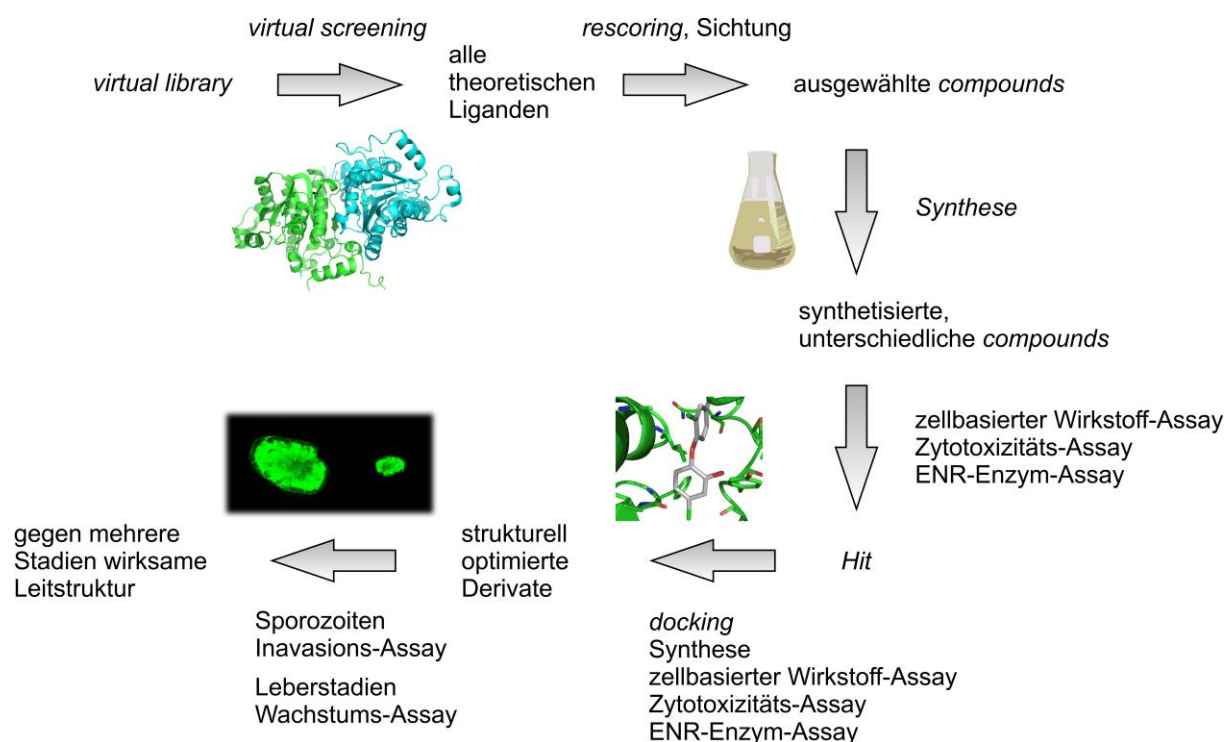 virtual library
virtual screening
alle
theoretischen
Liganden
rescoring, Sichtung
ausgewählte compounds
Synthese
synthetisierte,
unterschiedliche compounds
zellbasierter Wirkstoff-Assay
Zytotoxizitäts-Assay
ENR-Enzym-Assay
Hit
docking
Synthese
zellbasierter Wirkstoff-Assay
Zytotoxizitäts-Assay
ENR-Enzym-Assay
strukturell
optimierte
Derivate
Sporozoiten
Inavasions-Assay
Leberstadien
Wachstums-Assay
gegen mehrere
Stadien wirksame
Leitstruktur